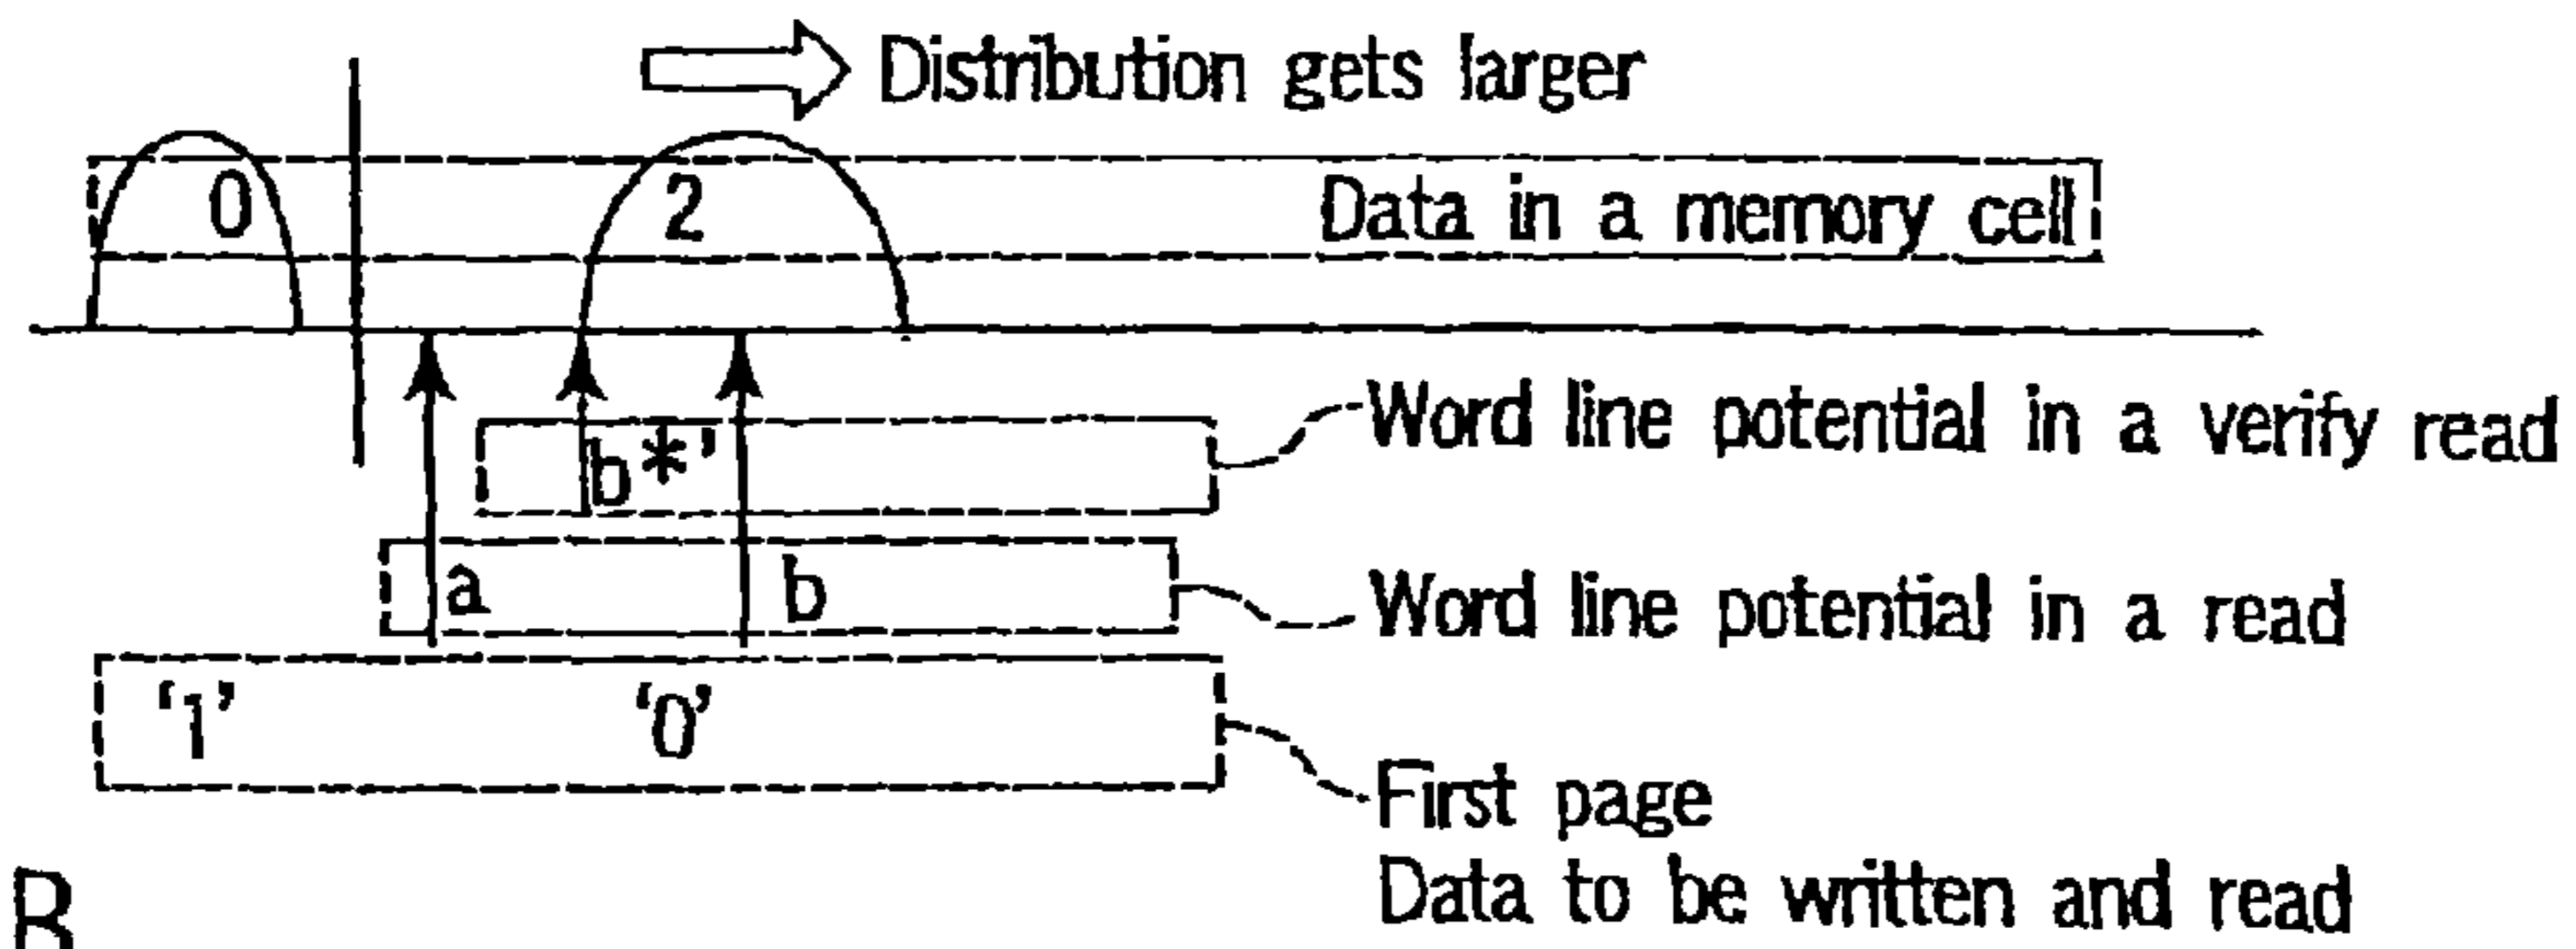 Distribution gets larger
0 2 Data in a memory cell
b*' Word line potential in a verify read
a b Word line potential in a read
‘1’ ‘0’
First page
Data to be written and read
B